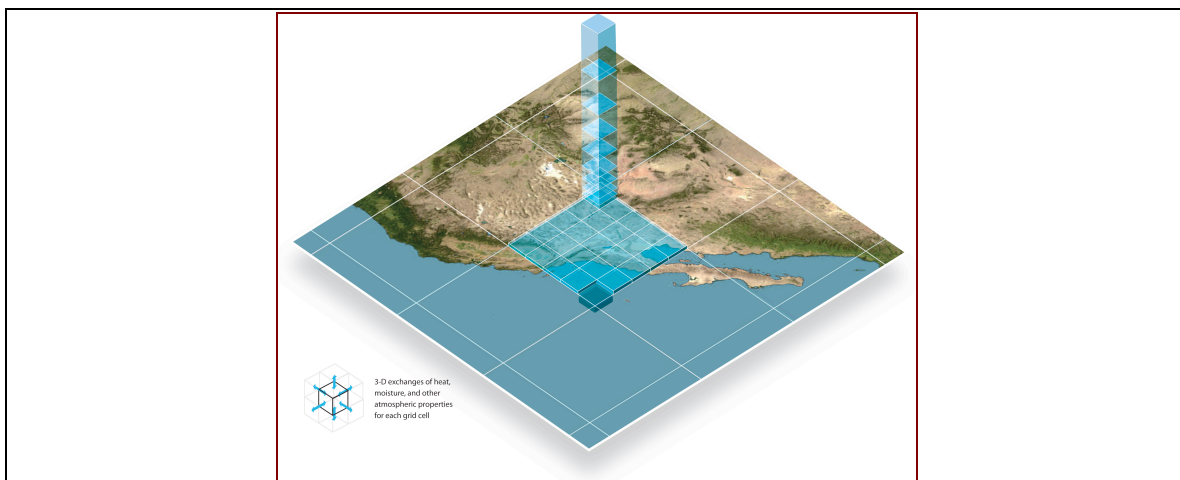 3-D exchanges of heat,
moisture, and other
atmospheric properties
for each grid cell